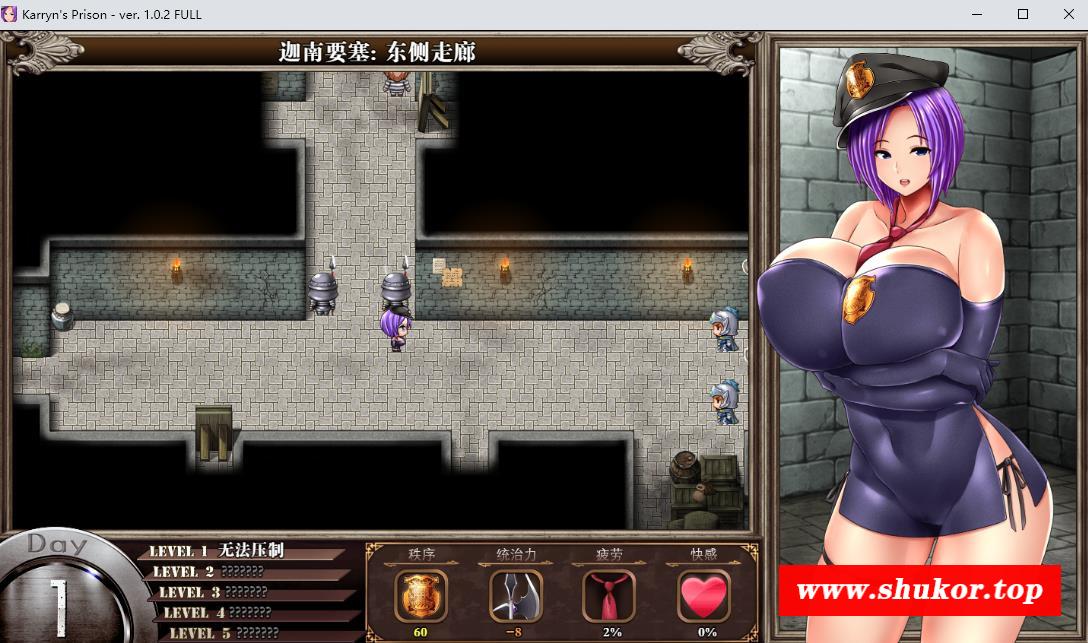 Karryn's Prison - ver. 1.0.2 FULL
迦南要塞: 东侧走廊
Day
1
LEVEL 1 无法压制
LEVEL 2 ???????
LEVEL 3 ???????
LEVEL 4 ???????
LEVEL 5 ???????
秩序 统治力 疲劳 快感
60 -8 2% 0%
www.shukor.top